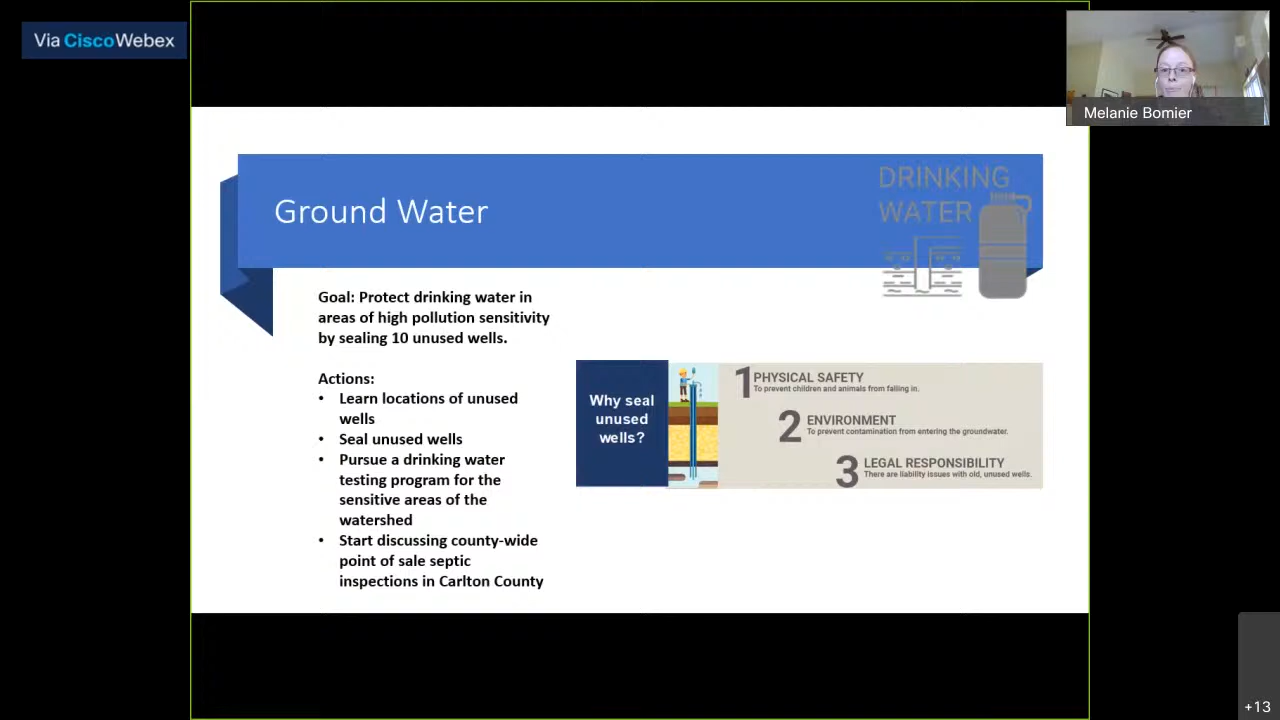 Via Cisco Webex
Melanie Bomier
DRINKING
WATER
Ground Water
Goal: Protect drinking water in
areas of high pollution sensitivity
by sealing 10 unused wells.
Actions:
• Learn locations of unused
wells
• Seal unused wells
• Pursue a drinking water
testing program for the
sensitive areas of the
watershed
• Start discussing county-wide
point of sale septic
inspections in Carlton County
Why seal
unused
wells?
1 PHYSICAL SAFETY
To prevent children and animals from falling in.
2 ENVIRONMENT
To prevent contamination from entering the groundwater.
3 LEGAL RESPONSIBILITY
There are liability issues with old, unused wells.
+13